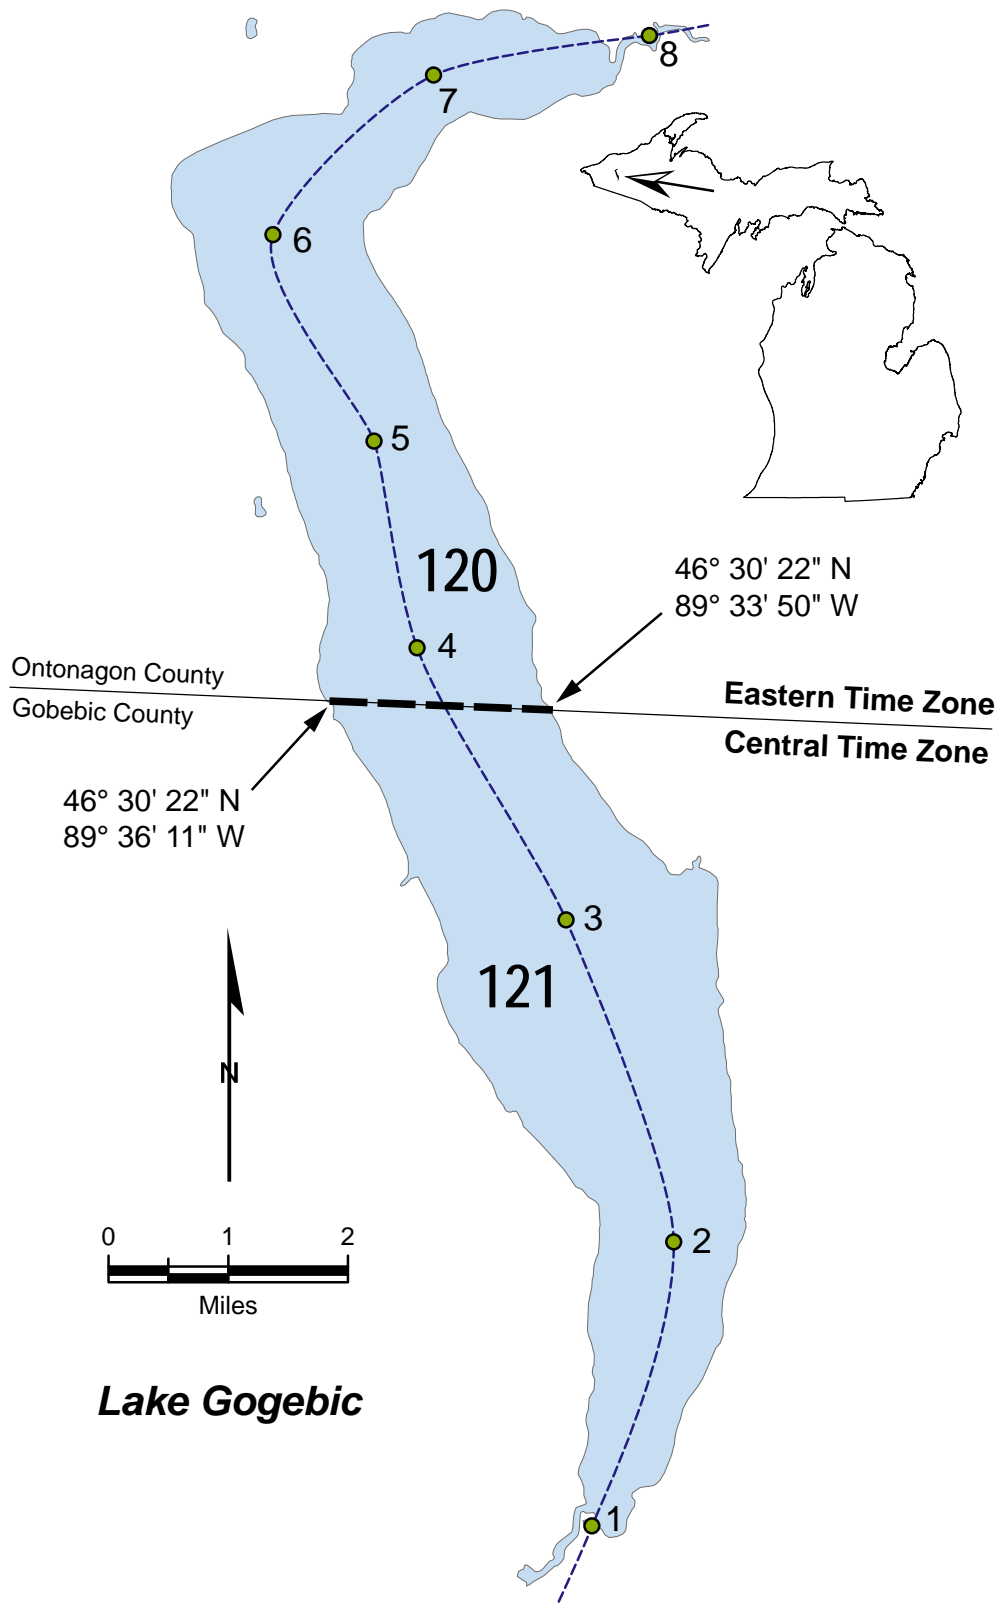 8
7
6
5
120
46° 30' 22" N
89° 33' 50" W
4
Ontonagon County
Gobebic County
Eastern Time Zone
Central Time Zone
46° 30' 22" N
89° 36' 11" W
3
121
N
0 1 2
Miles
2
Lake Gogebic
1